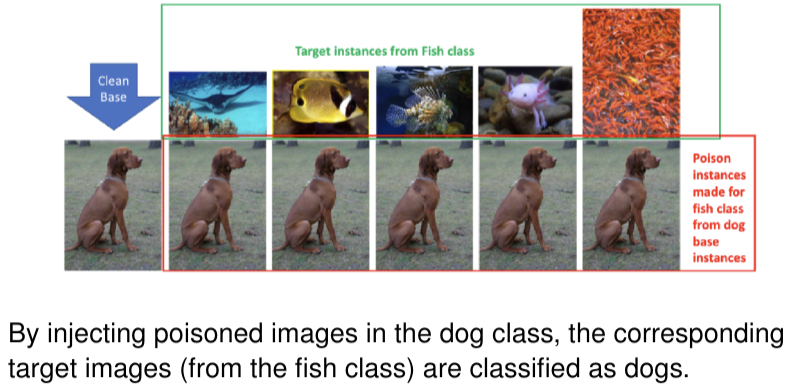 Target instances from Fish class
Clean
Base
Poison
instances
made for
fish class
from dog
base
instances
By injecting poisoned images in the dog class, the corresponding
target images (from the fish class) are classified as dogs.